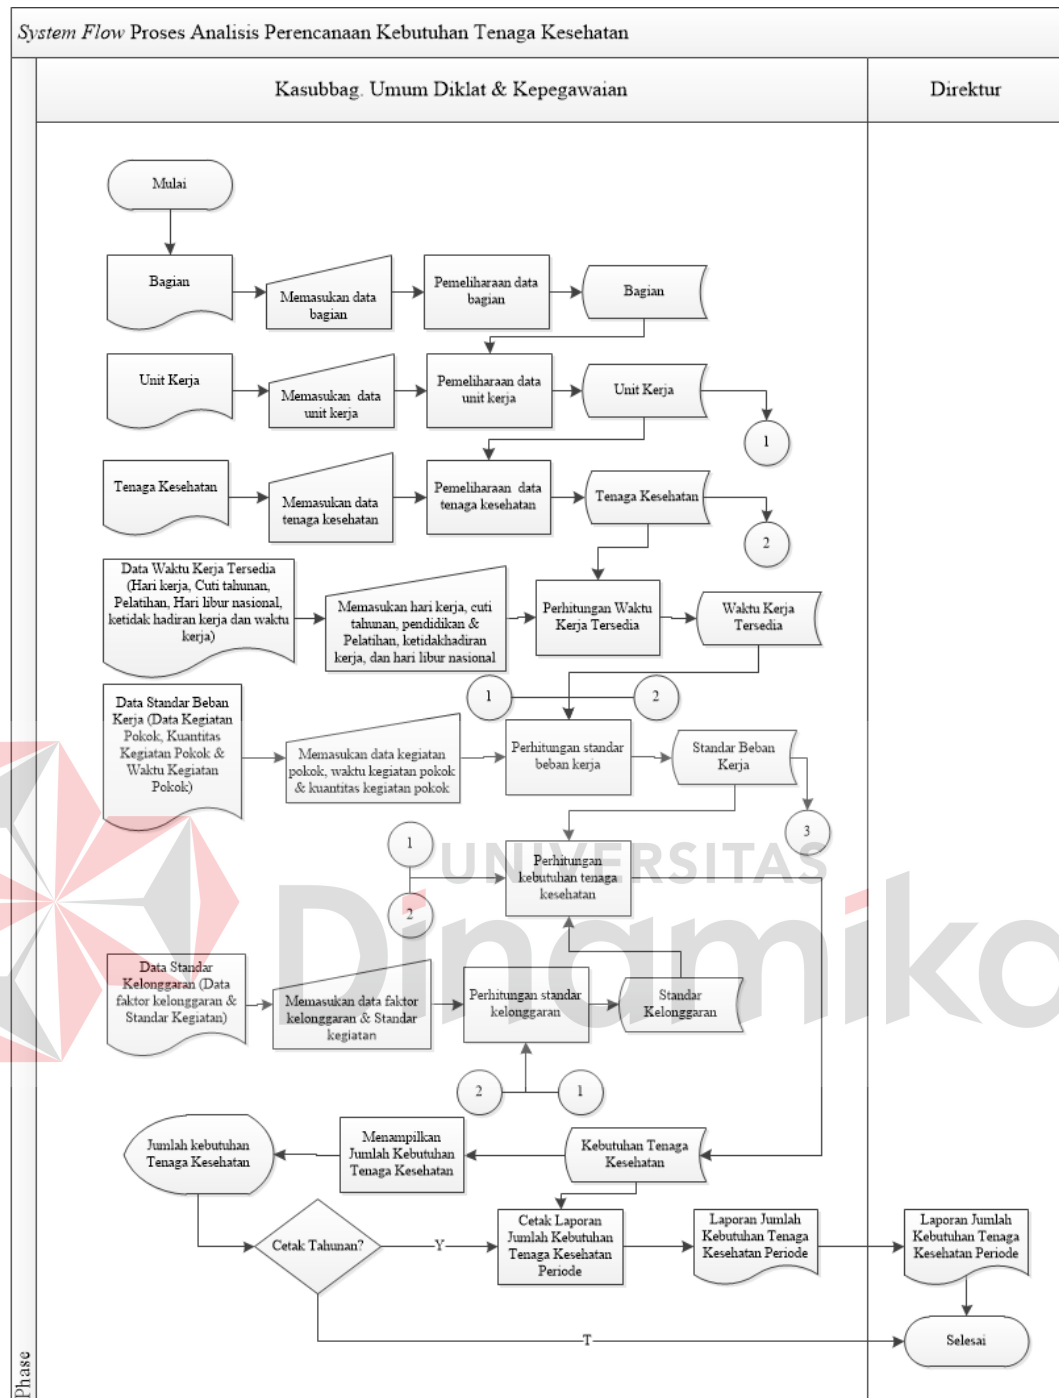 System Flow Proses Analisis Perencanaan Kebutuhan Tenaga Kesehatan
Kasubbag. Umum Diklat & Kepegawaian
Direktur
Mulai
Bagian
Memasukan data
bagian
Pemeliharaan data
bagian
Bagian
Unit Kerja
Memasukan data
unit kerja
Pemeliharaan data
unit kerja
Unit Kerja
1
Tenaga Kesehatan
Memasukan data
tenaga kesehatan
Pemeliharaan data
tenaga kesehatan
Tenaga Kesehatan
2
Data Waktu Kerja Tersedia
(Hari kerja, Cuti tahunan,
Pelatihan, Hari libur nasional,
ketidak hadiran kerja dan waktu
kerja)
Memasukan hari kerja, cuti
tahunan, pendidikan &
Pelatihan, ketidakhadiran
kerja, dan hari libur nasional
Perhitungan Waktu
Kerja Tersedia
Waktu Kerja
Tersedia
1
2
Data Standar Beban
Kerja (Data Kegiatan
Pokok, Kuantitas
Kegiatan Pokok &
Waktu Kegiatan
Pokok)
Memasukan data kegiatan
pokok, waktu kegiatan pokok
& kuantitas kegiatan pokok
Perhitungan standar
beban kerja
Standar Beban
Kerja
3
1
2
Perhitungan
kebutuhan tenaga
kesehatan
UNIVERSITAS
Dinamika
Data Standar
Kelonggaran (Data
faktor kelonggaran &
Standar Kegiatan)
Memasukan data faktor
kelonggaran & Standar
kegiatan
Perhitungan standar
kelonggaran
Standar
Kelonggaran
2
1
Jumlah kebutuhan
Tenaga Kesehatan
Menampilkan
Jumlah Kebutuhan
Tenaga Kesehatan
Kebutuhan Tenaga
Kesehatan
Cetak Tahunan?
Y
Cetak Laporan
Jumlah Kebutuhan
Tenaga Kesehatan
Periode
Laporan Jumlah
Kebutuhan Tenaga
Kesehatan Periode
Laporan Jumlah
Kebutuhan Tenaga
Kesehatan Periode
T
Selesai
Phase